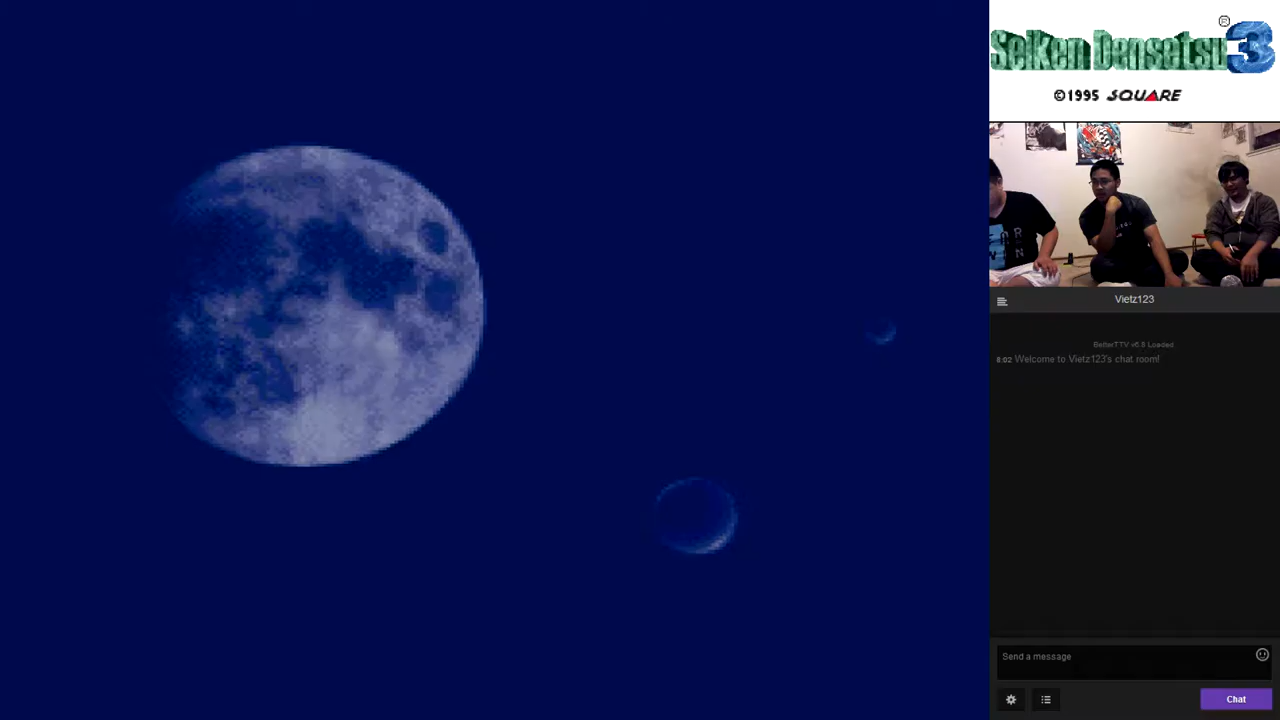 Seiken Densetsu 3 ®
©1995 SQUARE
Vietz123
BetterTTV v6.8 Loaded
8:02 Welcome to Vietz123's chat room!
Send a message
Chat